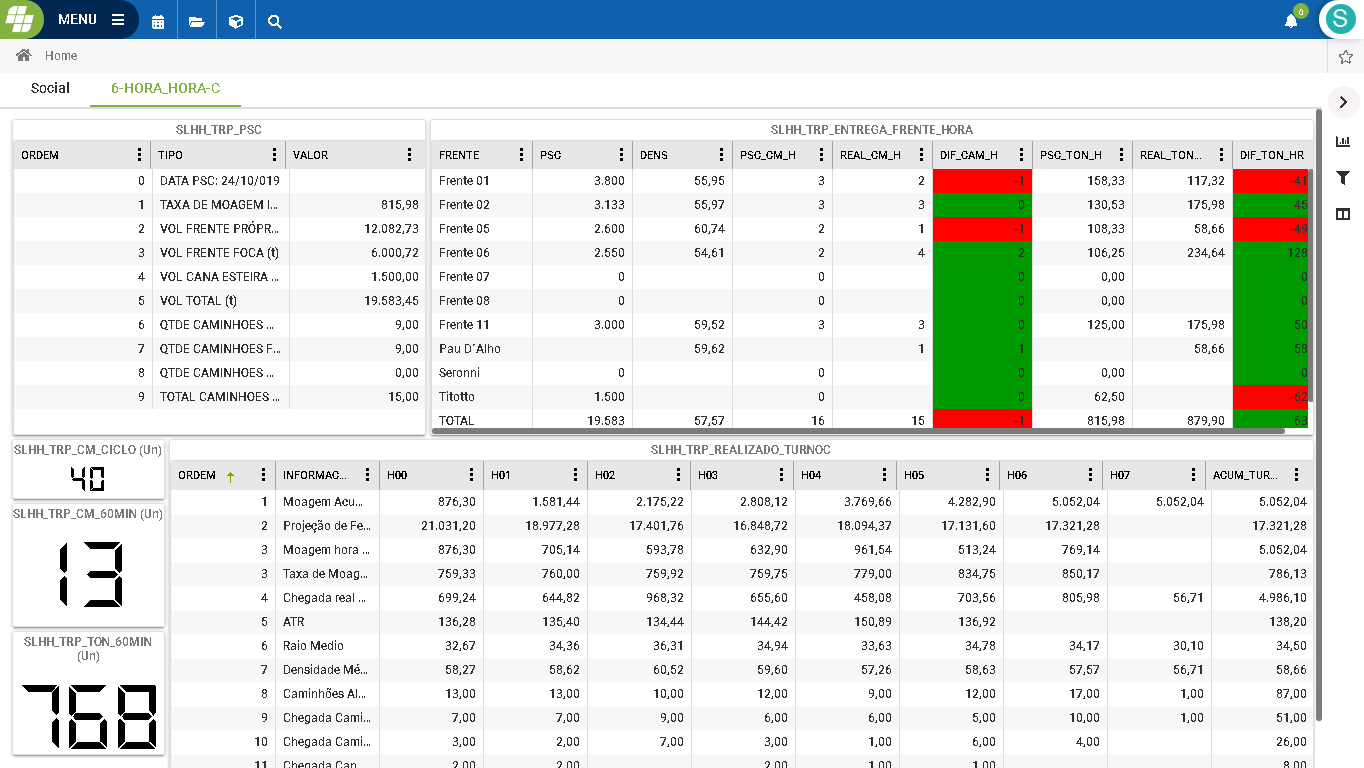 MENU
0
S
Home
Social 6-HORA_HORA-C
SLHH_TRP_PSC
ORDEM TIPO VALOR
0 DATA PSC: 24/10/019
1 TAXA DE MOAGEM I... 815,98
2 VOL FRENTE PRÓPR... 12.082,73
3 VOL FRENTE FOCA (t) 6.000,72
4 VOL CANA ESTEIRA ... 1.500,00
5 VOL TOTAL (t) 19.583,45
6 QTDE CAMINHOES ... 9,00
7 QTDE CAMINHOES F... 9,00
8 QTDE CAMINHOES ... 0,00
9 TOTAL CAMINHOES ... 15,00
SLHH_TRP_ENTREGA_FRENTE_HORA
FRENTE PSC DENS PSC_CM_H REAL_CM_H DIF_CAM_H PSC_TON_H REAL_TON... DIF_TON_HR
Frente 01 3.800 55,95 3 2 -1 158,33 117,32 -41
Frente 02 3.133 55,97 3 3 0 130,53 175,98 45
Frente 05 2.600 60,74 2 1 -1 108,33 58,66 -49
Frente 06 2.550 54,61 2 4 2 106,25 234,64 128
Frente 07 0 0 0 0,00 0
Frente 08 0 0 0 0,00 0
Frente 11 3.000 59,52 3 3 0 125,00 175,98 50
Pau D´Alho 59,62 1 1 58,66 58
Seronni 0 0 0 0,00 0
Titotto 1.500 0 0 62,50 -62
TOTAL 19.583 57,57 16 15 -1 815,98 879,90 63
SLHH_TRP_CM_CICLO (Un)
40
SLHH_TRP_CM_60MIN (Un)
13
SLHH_TRP_TON_60MIN
(Un)
768
SLHH_TRP_REALIZADO_TURNOC
ORDEM INFORMAC... H00 H01 H02 H03 H04 H05 H06 H07 ACUM_TUR...
1 Moagem Acu... 876,30 1.581,44 2.175,22 2.808,12 3.769,66 4.282,90 5.052,04 5.052,04 5.052,04
2 Projeção de Fe... 21.031,20 18.977,28 17.401,76 16.848,72 18.094,37 17.131,60 17.321,28 17.321,28
3 Moagem hora ... 876,30 705,14 593,78 632,90 961,54 513,24 769,14 5.052,04
3 Taxa de Moag... 759,33 760,00 759,92 759,75 779,00 834,75 850,17 786,13
4 Chegada real ... 699,24 644,82 968,32 655,60 458,08 703,56 805,98 56,71 4.986,10
5 ATR 136,28 135,40 134,44 144,42 150,89 136,92 138,20
6 Raio Medio 32,67 34,36 36,31 34,94 33,63 34,78 34,17 30,10 34,50
7 Densidade Mé... 58,27 58,62 60,52 59,60 57,26 58,63 57,57 56,71 58,66
8 Caminhões Al... 13,00 13,00 10,00 12,00 9,00 12,00 17,00 1,00 87,00
9 Chegada Cami... 7,00 7,00 9,00 6,00 6,00 5,00 10,00 1,00 51,00
10 Chegada Cami... 3,00 2,00 7,00 3,00 1,00 6,00 4,00 26,00
11 Chegada Can... 2,00 2,00 2,00 1,00 1,00 8,00